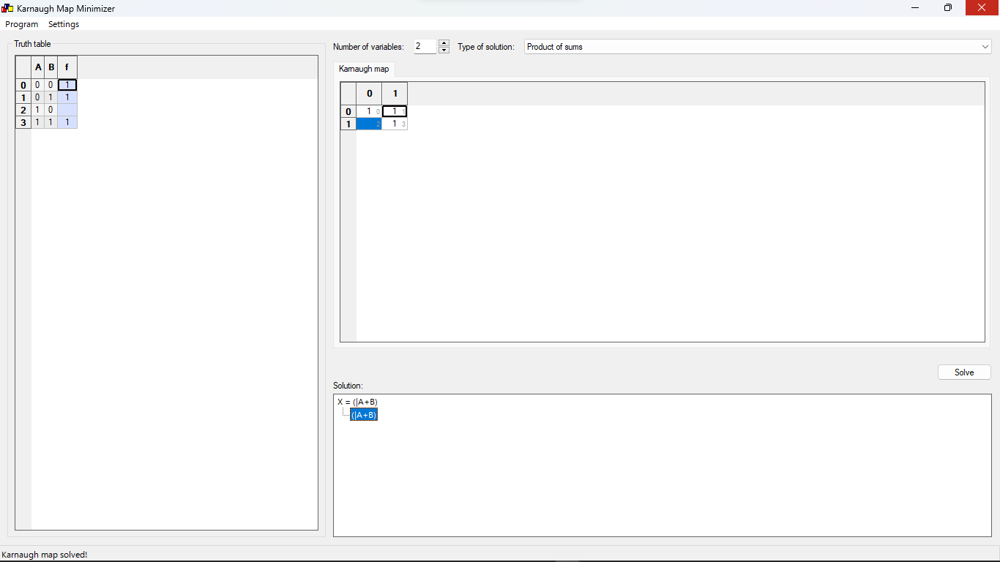 Karnaugh Map Minimizer
Program Settings
Truth table
A B f
0 0 0 1
1 0 1 1
2 1 0
3 1 1 1
Number of variables: 2 Type of solution: Product of sums
Karnaugh map
0 1
0 1 0 1 1
1 2 1 3
Solve
Solution:
X = (|A+B)
(|A+B)
Karnaugh map solved!